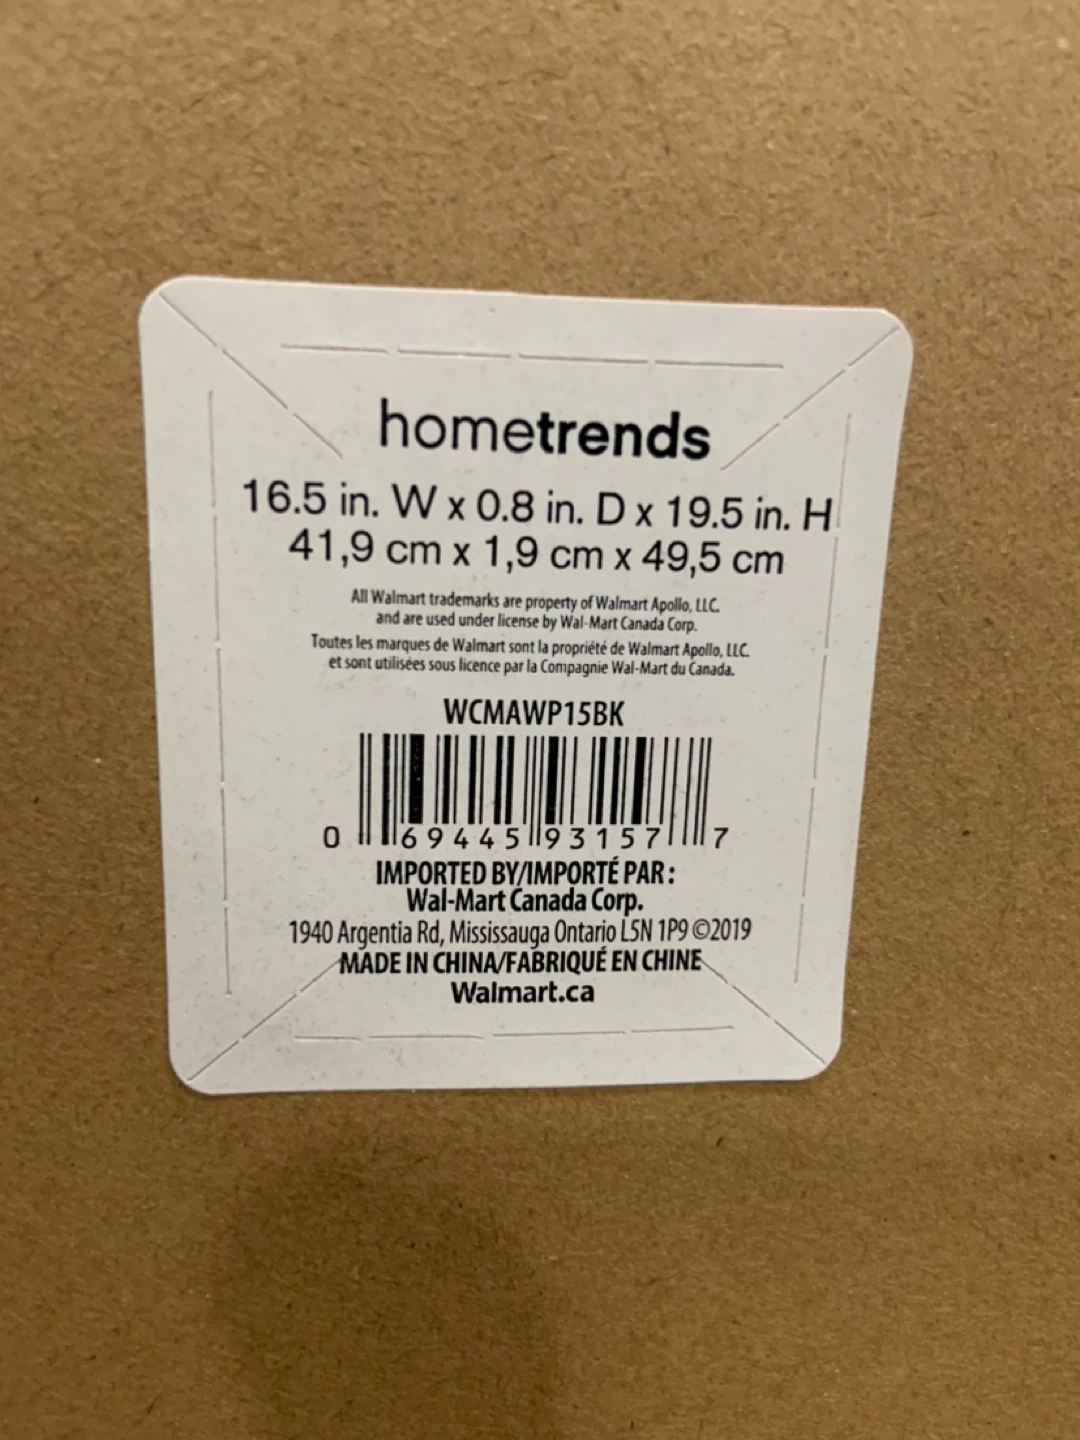 hometrends
16.5 in. W x 0.8 in. D x 19.5 in. H
41,9 cm x 1,9 cm x 49,5 cm
All Walmart trademarks are property of Walmart Apollo, LLC.
and are used under license by Wal-Mart Canada Corp.
Toutes les marques de Walmart sont la propriété de Walmart Apollo, LLC.
et sont utilisées sous licence par la Compagnie Wal-Mart du Canada.
WCMAWP15BK
0 69445 93157 7
IMPORTED BY/IMPORTÉ PAR :
Wal-Mart Canada Corp.
1940 Argentia Rd, Mississauga Ontario L5N 1P9 ©2019
MADE IN CHINA/FABRIQUÉ EN CHINE
Walmart.ca